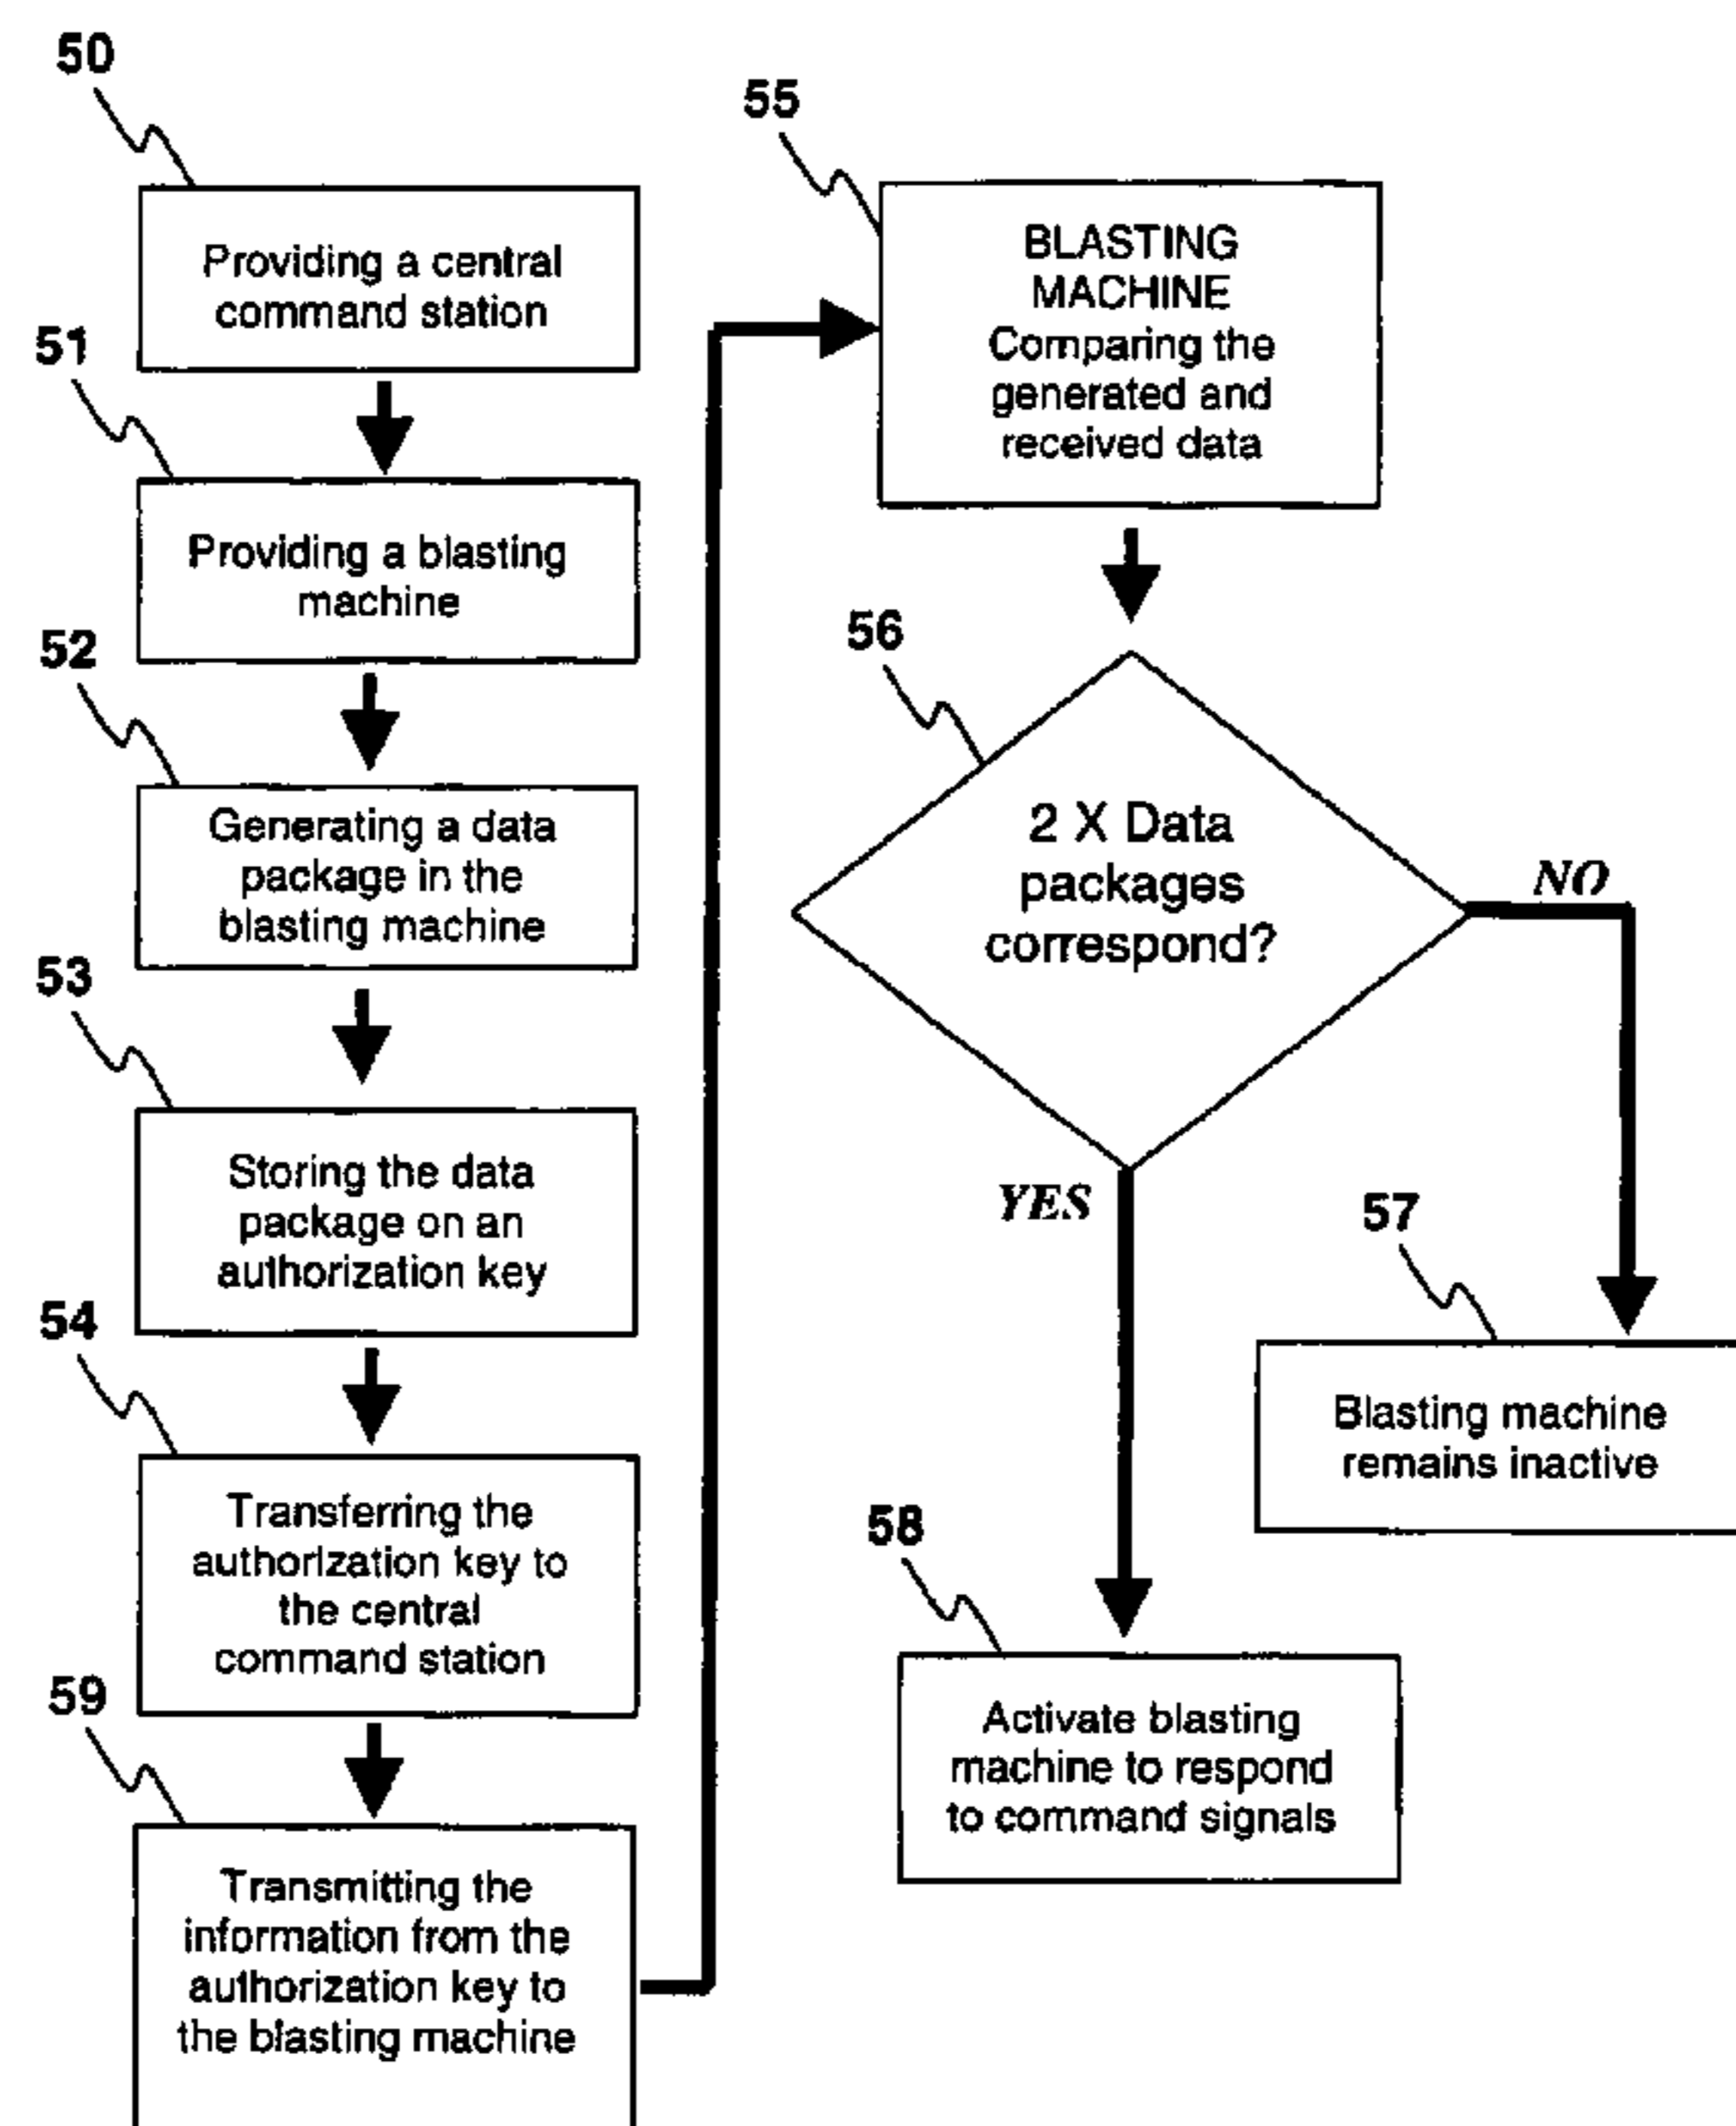 50
Providing a central
command station
51
Providing a blasting
machine
52
Generating a data
package in the
blasting machine
53
Storing the data
package on an
authorization key
54
Transferring the
authorization key to
the central
command station
59
Transmitting the
information from the
authorization key to
the blasting machine
55
BLASTING
MACHINE
Comparing the
generated and
received data
56
2 X Data
packages
correspond?
NO
YES
57
Blasting machine
remains inactive
58
Activate blasting
machine to respond
to command signals